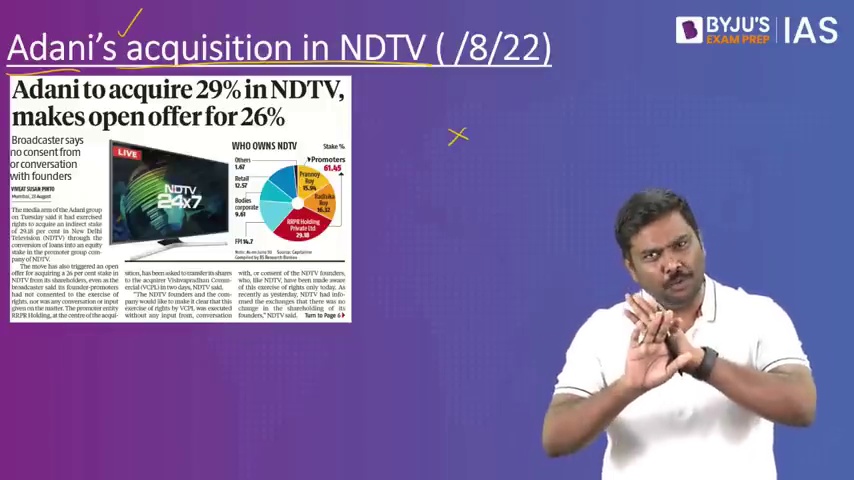 Adani's acquisition in NDTV ( /8/22)
BYJU'S
EXAM PREP
IAS
Adani to acquire 29% in NDTV,
makes open offer for 26%
Broadcaster says
no consent from
or conversation
with founders
VIVEAT SUSAN PINTO
Mumbai, 23 August
The media arm of the Adani group
on Tuesday said it had exercised
rights to acquire an indirect stake
of 29.18 per cent in New Delhi
Television (NDTV) through the
conversion of loans into an equity
stake in the promoter group company
of NDTV.
The move has also triggered an open
offer for acquiring a 26 per cent stake in
NDTV from its shareholders, even as the
broadcaster said its founder-promoters
had not consented to the exercise of
rights, nor was any conversation or input
given on the matter. The promoter entity
RRPR Holding, at the centre of the acqui-
LIVE
NDTV
24x7
WHO OWNS NDTV
Stake %
Others
1.67
Retail
12.57
Bodies
corporate
9.61
FPI 14.7
Promoters
61.45
Prannoy
Roy
15.94
Radhika
Roy
16.32
RRPR Holding
Private Ltd
29.18
Compiled by BS Research Bureau
sition, has been asked to transfer its shares
to the acquirer Vishvapradhan Comm-
ercial (VCPL) in two days, NDTV said.
"The NDTV founders and the com-
pany would like to make it clear that this
exercise of rights by VCPL was executed
without any input from, conversation
with, or consent of the NDTV founders,
who, like NDTV, have been made aware
of this exercise of rights only today. As
recently as yesterday, NDTV had infor-
med the exchanges that there was no
change in the shareholding of its
founders," NDTV said.
Turn to Page 6